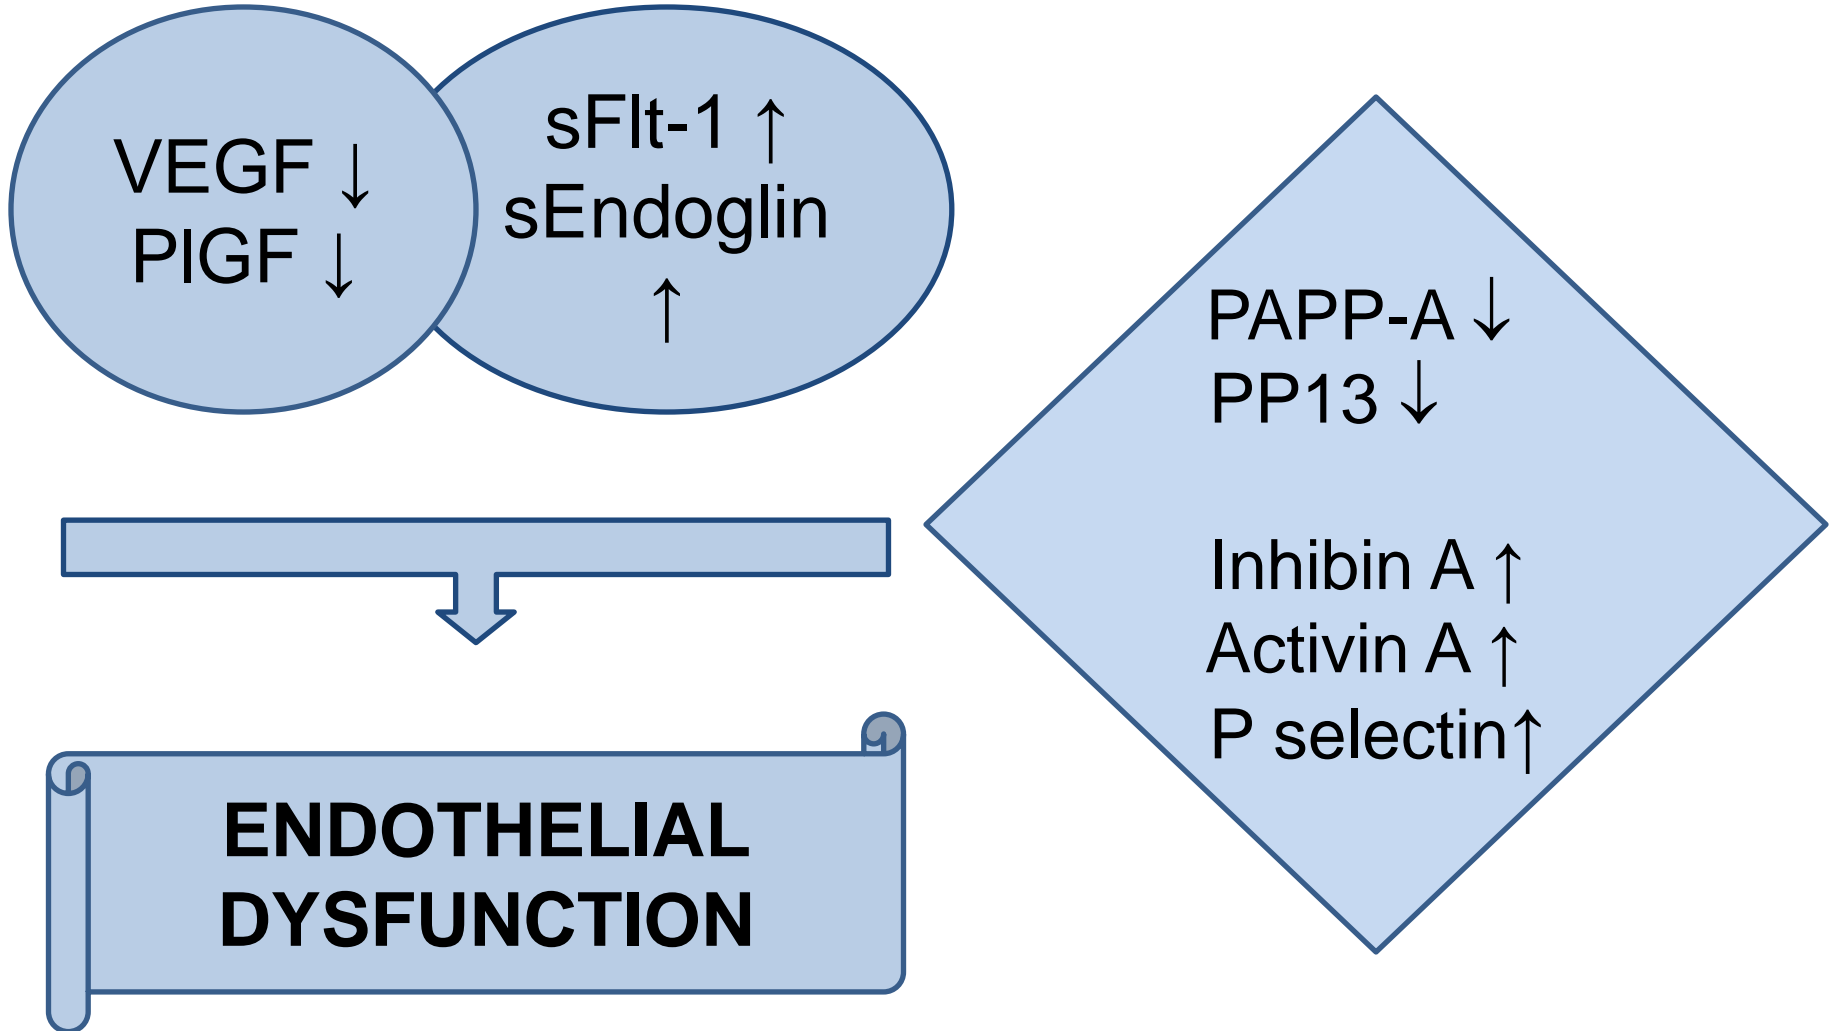 VEGF ↓
PlGF ↓
sFlt-1 ↑
sEndoglin
↑
ENDOTHELIAL
DYSFUNCTION
PAPP-A ↓
PP13 ↓
Inhibin A ↑
Activin A ↑
P selectin↑